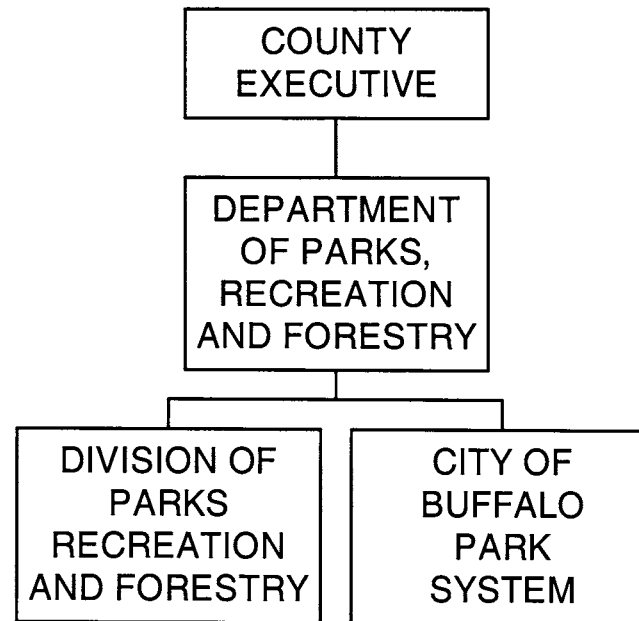 COUNTY
EXECUTIVE
DEPARTMENT
OF PARKS,
RECREATION
AND FORESTRY
DIVISION OF
PARKS
RECREATION
AND FORESTRY
CITY OF
BUFFALO
PARK
SYSTEM